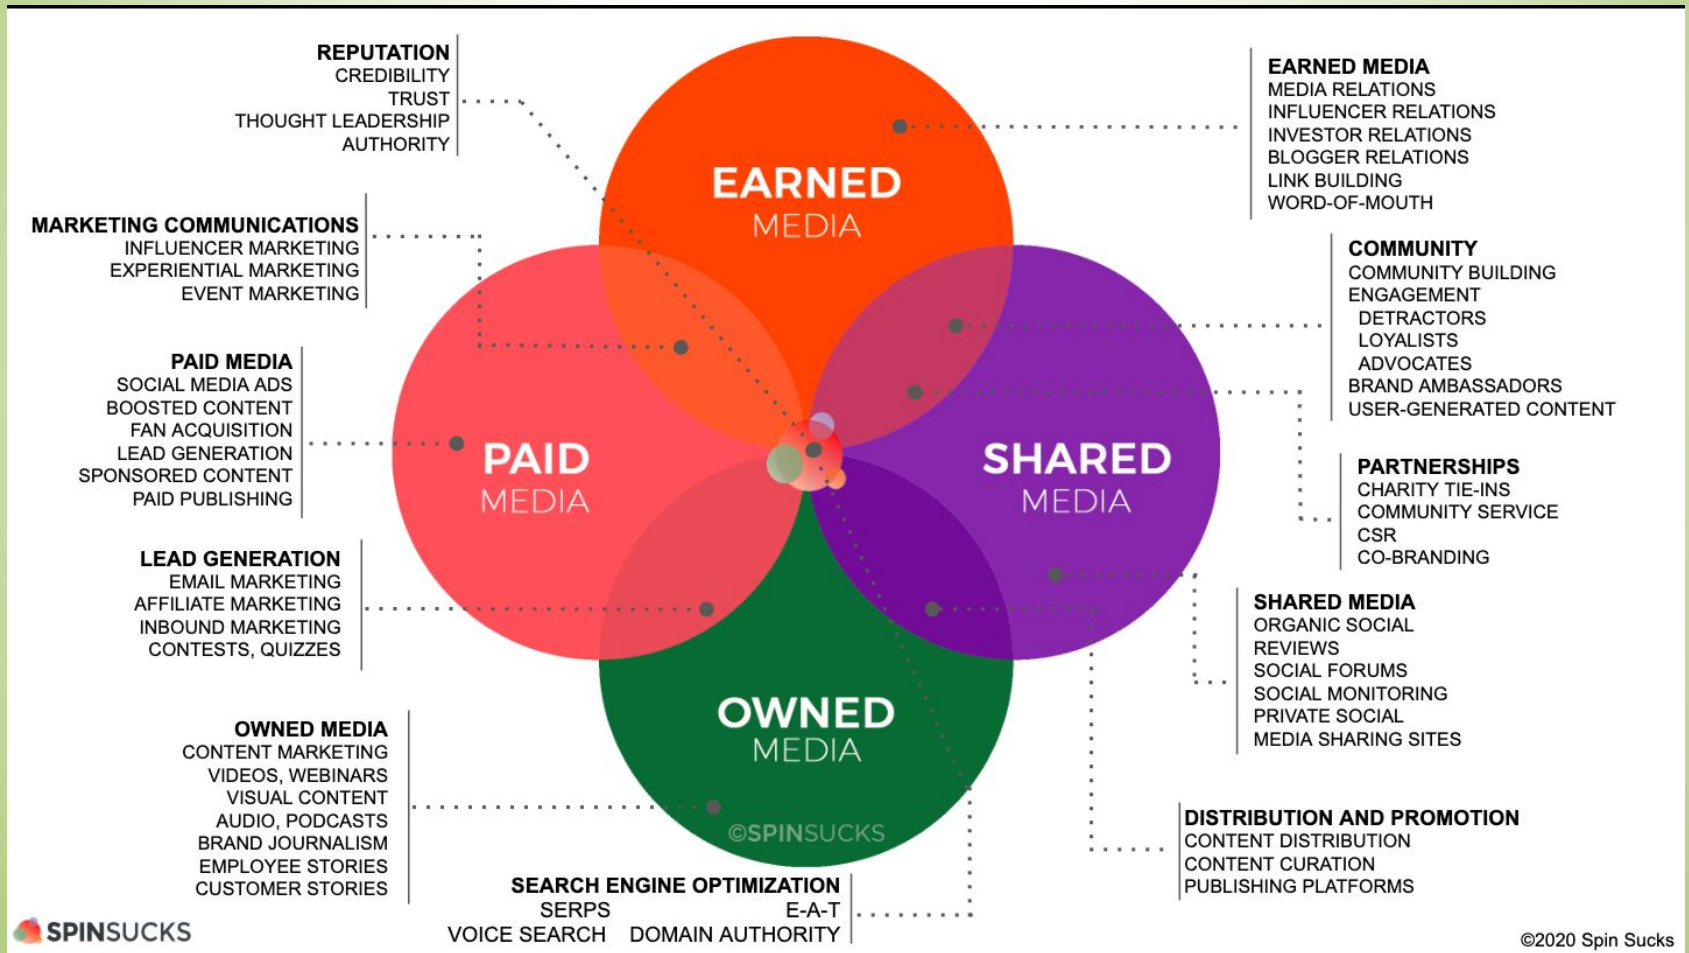 REPUTATION
CREDIBILITY
TRUST
THOUGHT LEADERSHIP
AUTHORITY
MARKETING COMMUNICATIONS
INFLUENCER MARKETING
EXPERIENTIAL MARKETING
EVENT MARKETING
PAID MEDIA
SOCIAL MEDIA ADS
BOOSTED CONTENT
FAN ACQUISITION
LEAD GENERATION
SPONSORED CONTENT
PAID PUBLISHING
LEAD GENERATION
EMAIL MARKETING
AFFILIATE MARKETING
INBOUND MARKETING
CONTESTS, QUIZZES
OWNED MEDIA
CONTENT MARKETING
VIDEOS, WEBINARS
VISUAL CONTENT
AUDIO, PODCASTS
BRAND JOURNALISM
EMPLOYEE STORIES
CUSTOMER STORIES
EARNED
MEDIA
PAID
MEDIA
SHARED
MEDIA
OWNED
MEDIA
©SPINSUCKS
SEARCH ENGINE OPTIMIZATION
SERPS E-A-T
VOICE SEARCH DOMAIN AUTHORITY
EARNED MEDIA
MEDIA RELATIONS
INFLUENCER RELATIONS
INVESTOR RELATIONS
BLOGGER RELATIONS
LINK BUILDING
WORD-OF-MOUTH
COMMUNITY
COMMUNITY BUILDING
ENGAGEMENT
DETRACTORS
LOYALISTS
ADVOCATES
BRAND AMBASSADORS
USER-GENERATED CONTENT
PARTNERSHIPS
CHARITY TIE-INS
COMMUNITY SERVICE
CSR
CO-BRANDING
SHARED MEDIA
ORGANIC SOCIAL
REVIEWS
SOCIAL FORUMS
SOCIAL MONITORING
PRIVATE SOCIAL
MEDIA SHARING SITES
DISTRIBUTION AND PROMOTION
CONTENT DISTRIBUTION
CONTENT CURATION
PUBLISHING PLATFORMS
SPINSUCKS
©2020 Spin Sucks